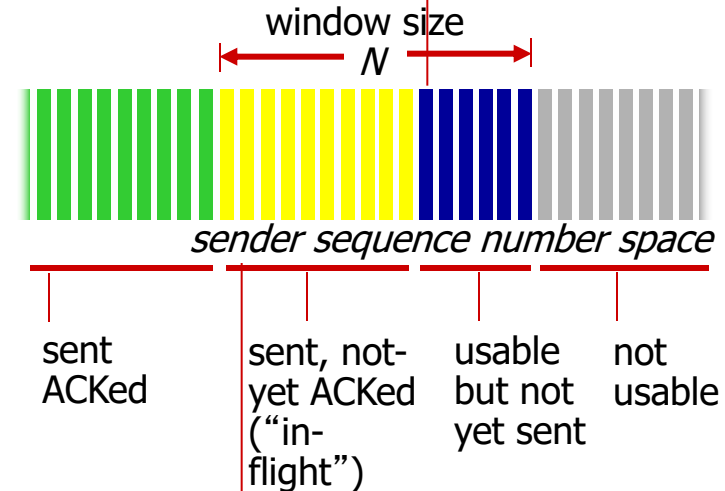 window size
N
sender sequence number space
sent
ACKed
sent, not-
yet ACKed
(“in-
flight”)
usable
but not
yet sent
not
usable